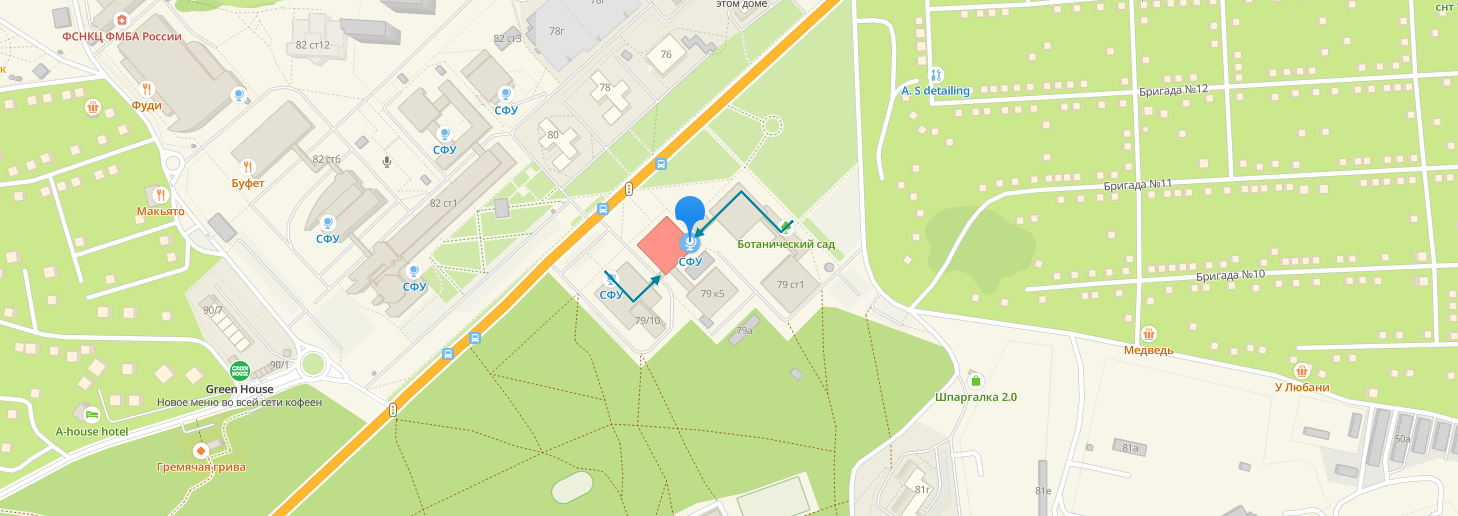 этом доме
снт
ФСНКЦ ФМБА России
82 ст12
82 ст3
78г
78г
76
78
80
Фуди
СФУ
СФУ
A. S detailing
Бригада №12
82 ст6
Буфет
Макьято
82 ст1
Бригада №11
СФУ
СФУ
Ботанический сад
СФУ
СФУ
79 к5
79 ст1
79/10
79а
Бригада №10
90/7
90/1
GREEN
HOUSE
Green House
Новое меню во всей сети кофеен
A-house hotel
Гремячая грива
Медведь
У Любани
Шпаргалка 2.0
50а
81а
81г
81е